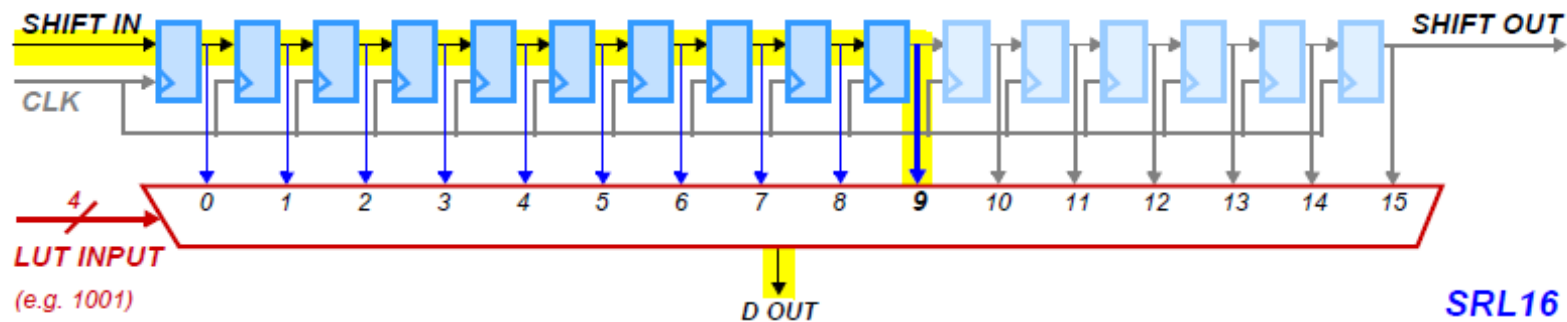 SHIFT IN
SHIFT OUT
CLK
4
0 1 2 3 4 5 6 7 8 9 10 11 12 13 14 15
LUT INPUT
(e.g. 1001)
D OUT
SRL16